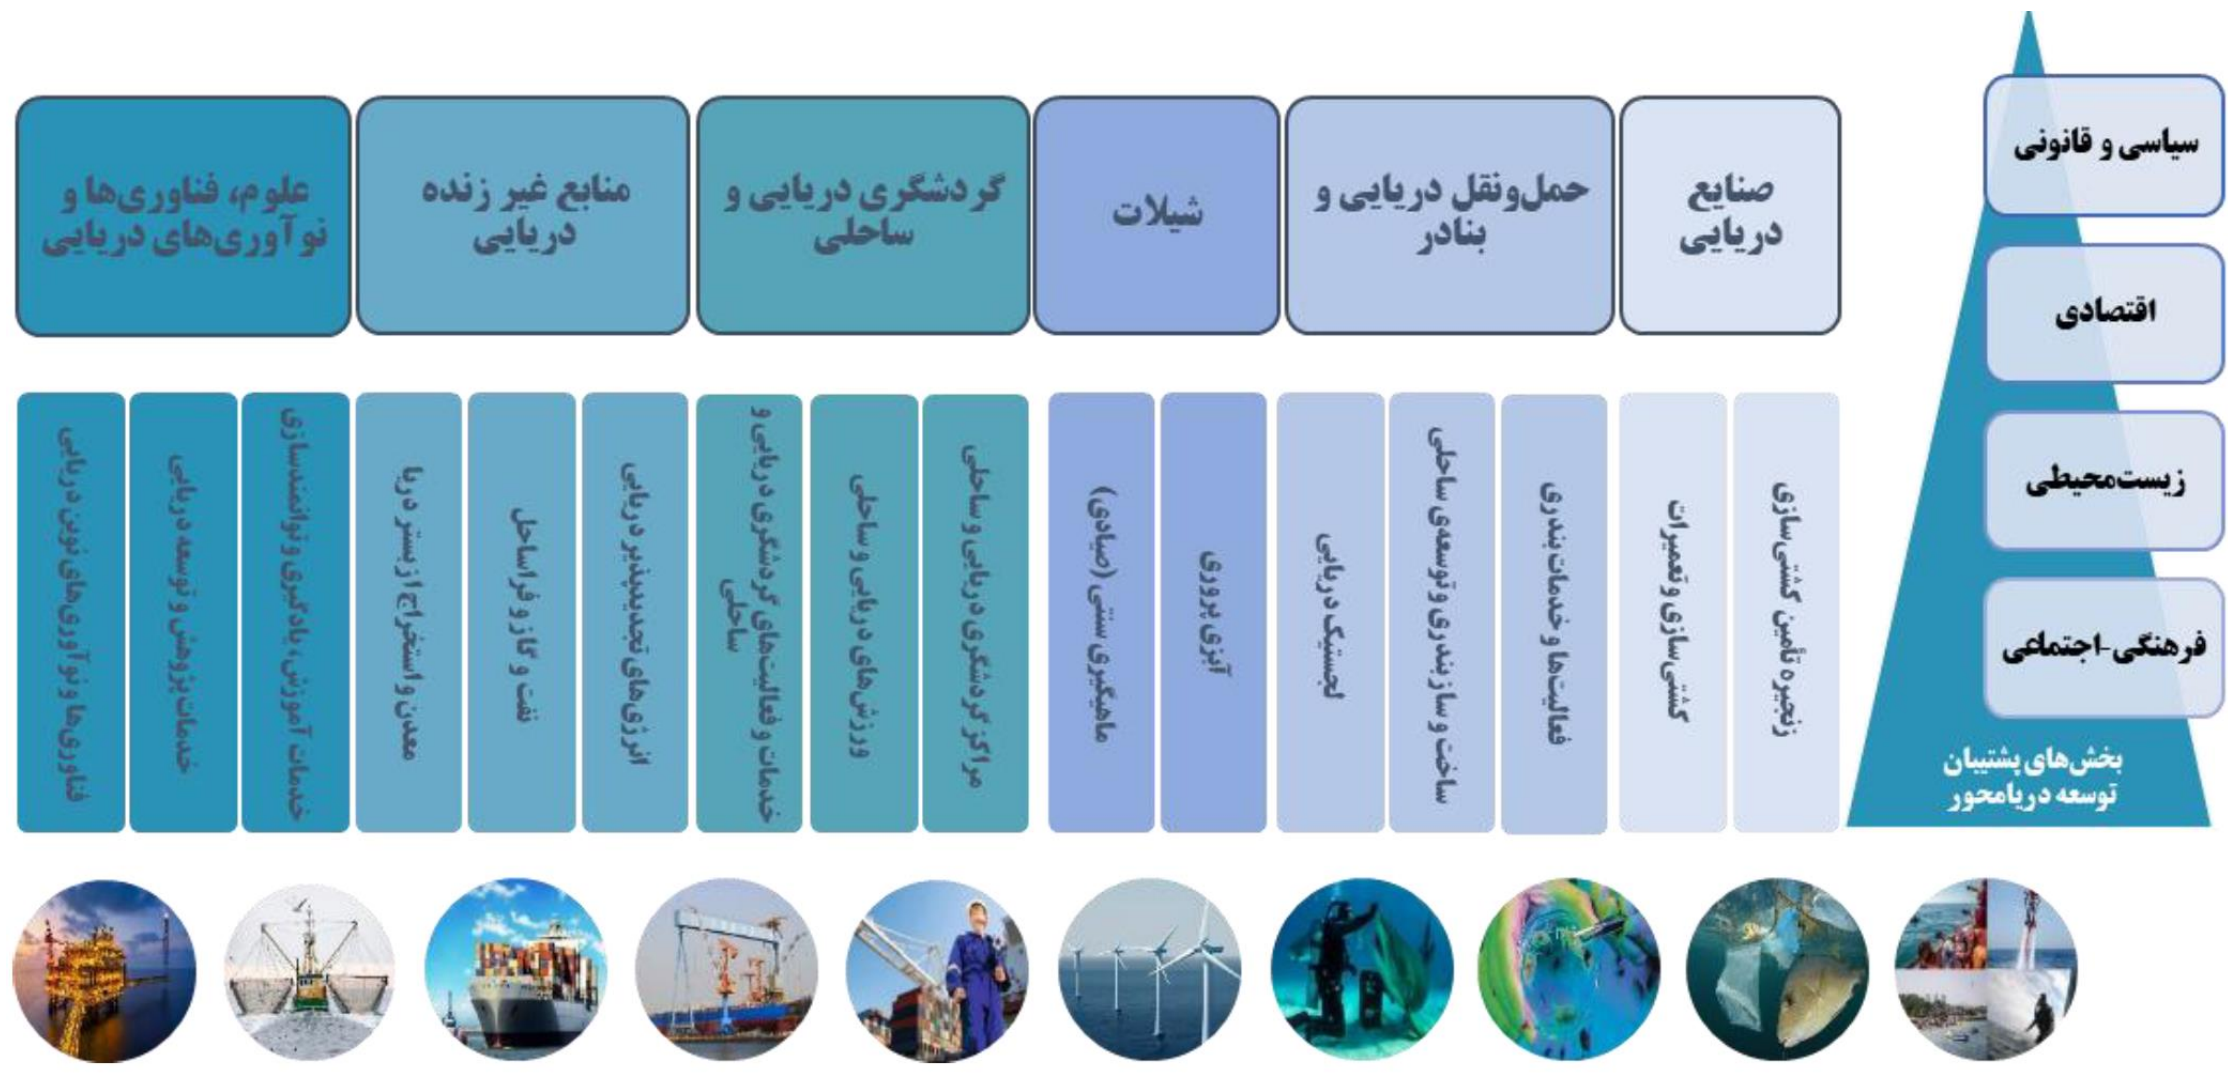 سیاسی و قانونی
اقتصادی
زیست‌محیطی
فرهنگی-اجتماعی
بخش‌های پشتیبان
توسعه دریامحور
صنایع
دریایی
حمل‌ونقل دریایی و
بنادر
شیلات
گردشگری دریایی و
ساحلی
منابع غیر زنده
دریایی
علوم، فناوری‌ها و
نوآوری‌های دریایی
زنجیره تأمین کشتی‌سازی
کشتی‌سازی و تعمیرات
فعالیت‌ها و خدمات بندری
ساخت و ساز بندری و توسعه‌ی ساحلی
لجستیک دریایی
آبزی پروری
ماهیگیری سنتی (صیادی)
مراکز گردشگری دریایی و ساحلی
ورزش‌های دریایی و ساحلی
خدمات و فعالیت‌های گردشگری دریایی و
ساحلی
انرژی‌های تجدیدپذیر دریایی
نفت و گاز و فراساحل
معدن و استخراج از بستر دریا
خدمات آموزش، یادگیری و توانمندسازی
خدمات پژوهش و توسعه دریایی
فناوری‌ها و نوآوری‌های نوین دریایی